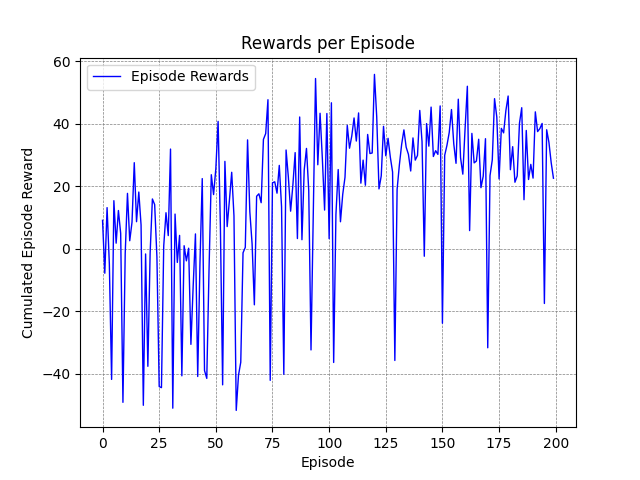 Rewards per Episode
Episode Rewards
Cumulated Episode Reward
60
40
20
0
−20
−40
0 25 50 75 100 125 150 175 200
Episode